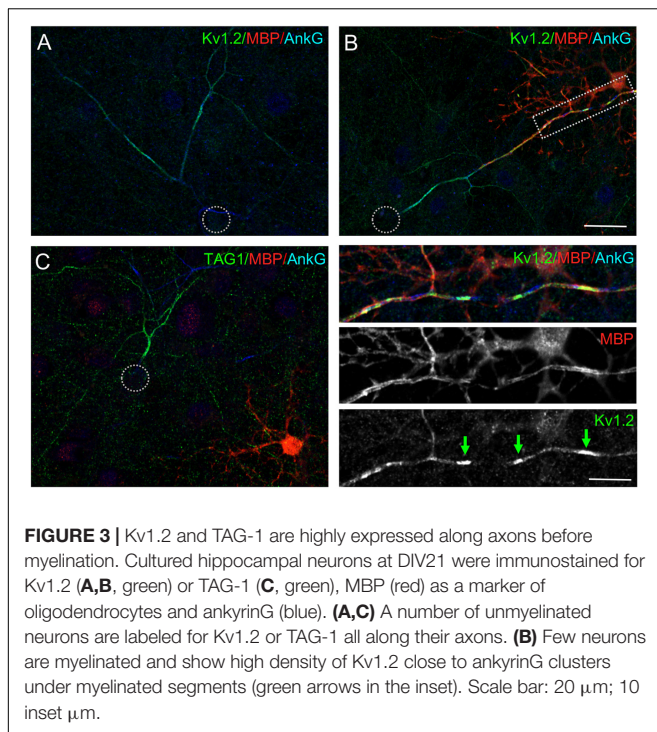 A
Kv1.2/MBP/AnkG
B
Kv1.2/MBP/AnkG
C
TAG1/MBP/AnkG
Kv1.2/MBP/AnkG
MBP
Kv1.2
FIGURE 3 | Kv1.2 and TAG-1 are highly expressed along axons before
myelination. Cultured hippocampal neurons at DIV21 were immunostained for
Kv1.2 (A,B, green) or TAG-1 (C, green), MBP (red) as a marker of
oligodendrocytes and ankyrinG (blue). (A,C) A number of unmyelinated
neurons are labeled for Kv1.2 or TAG-1 all along their axons. (B) Few neurons
are myelinated and show high density of Kv1.2 close to ankyrinG clusters
under myelinated segments (green arrows in the inset). Scale bar: 20 μm; 10
inset μm.